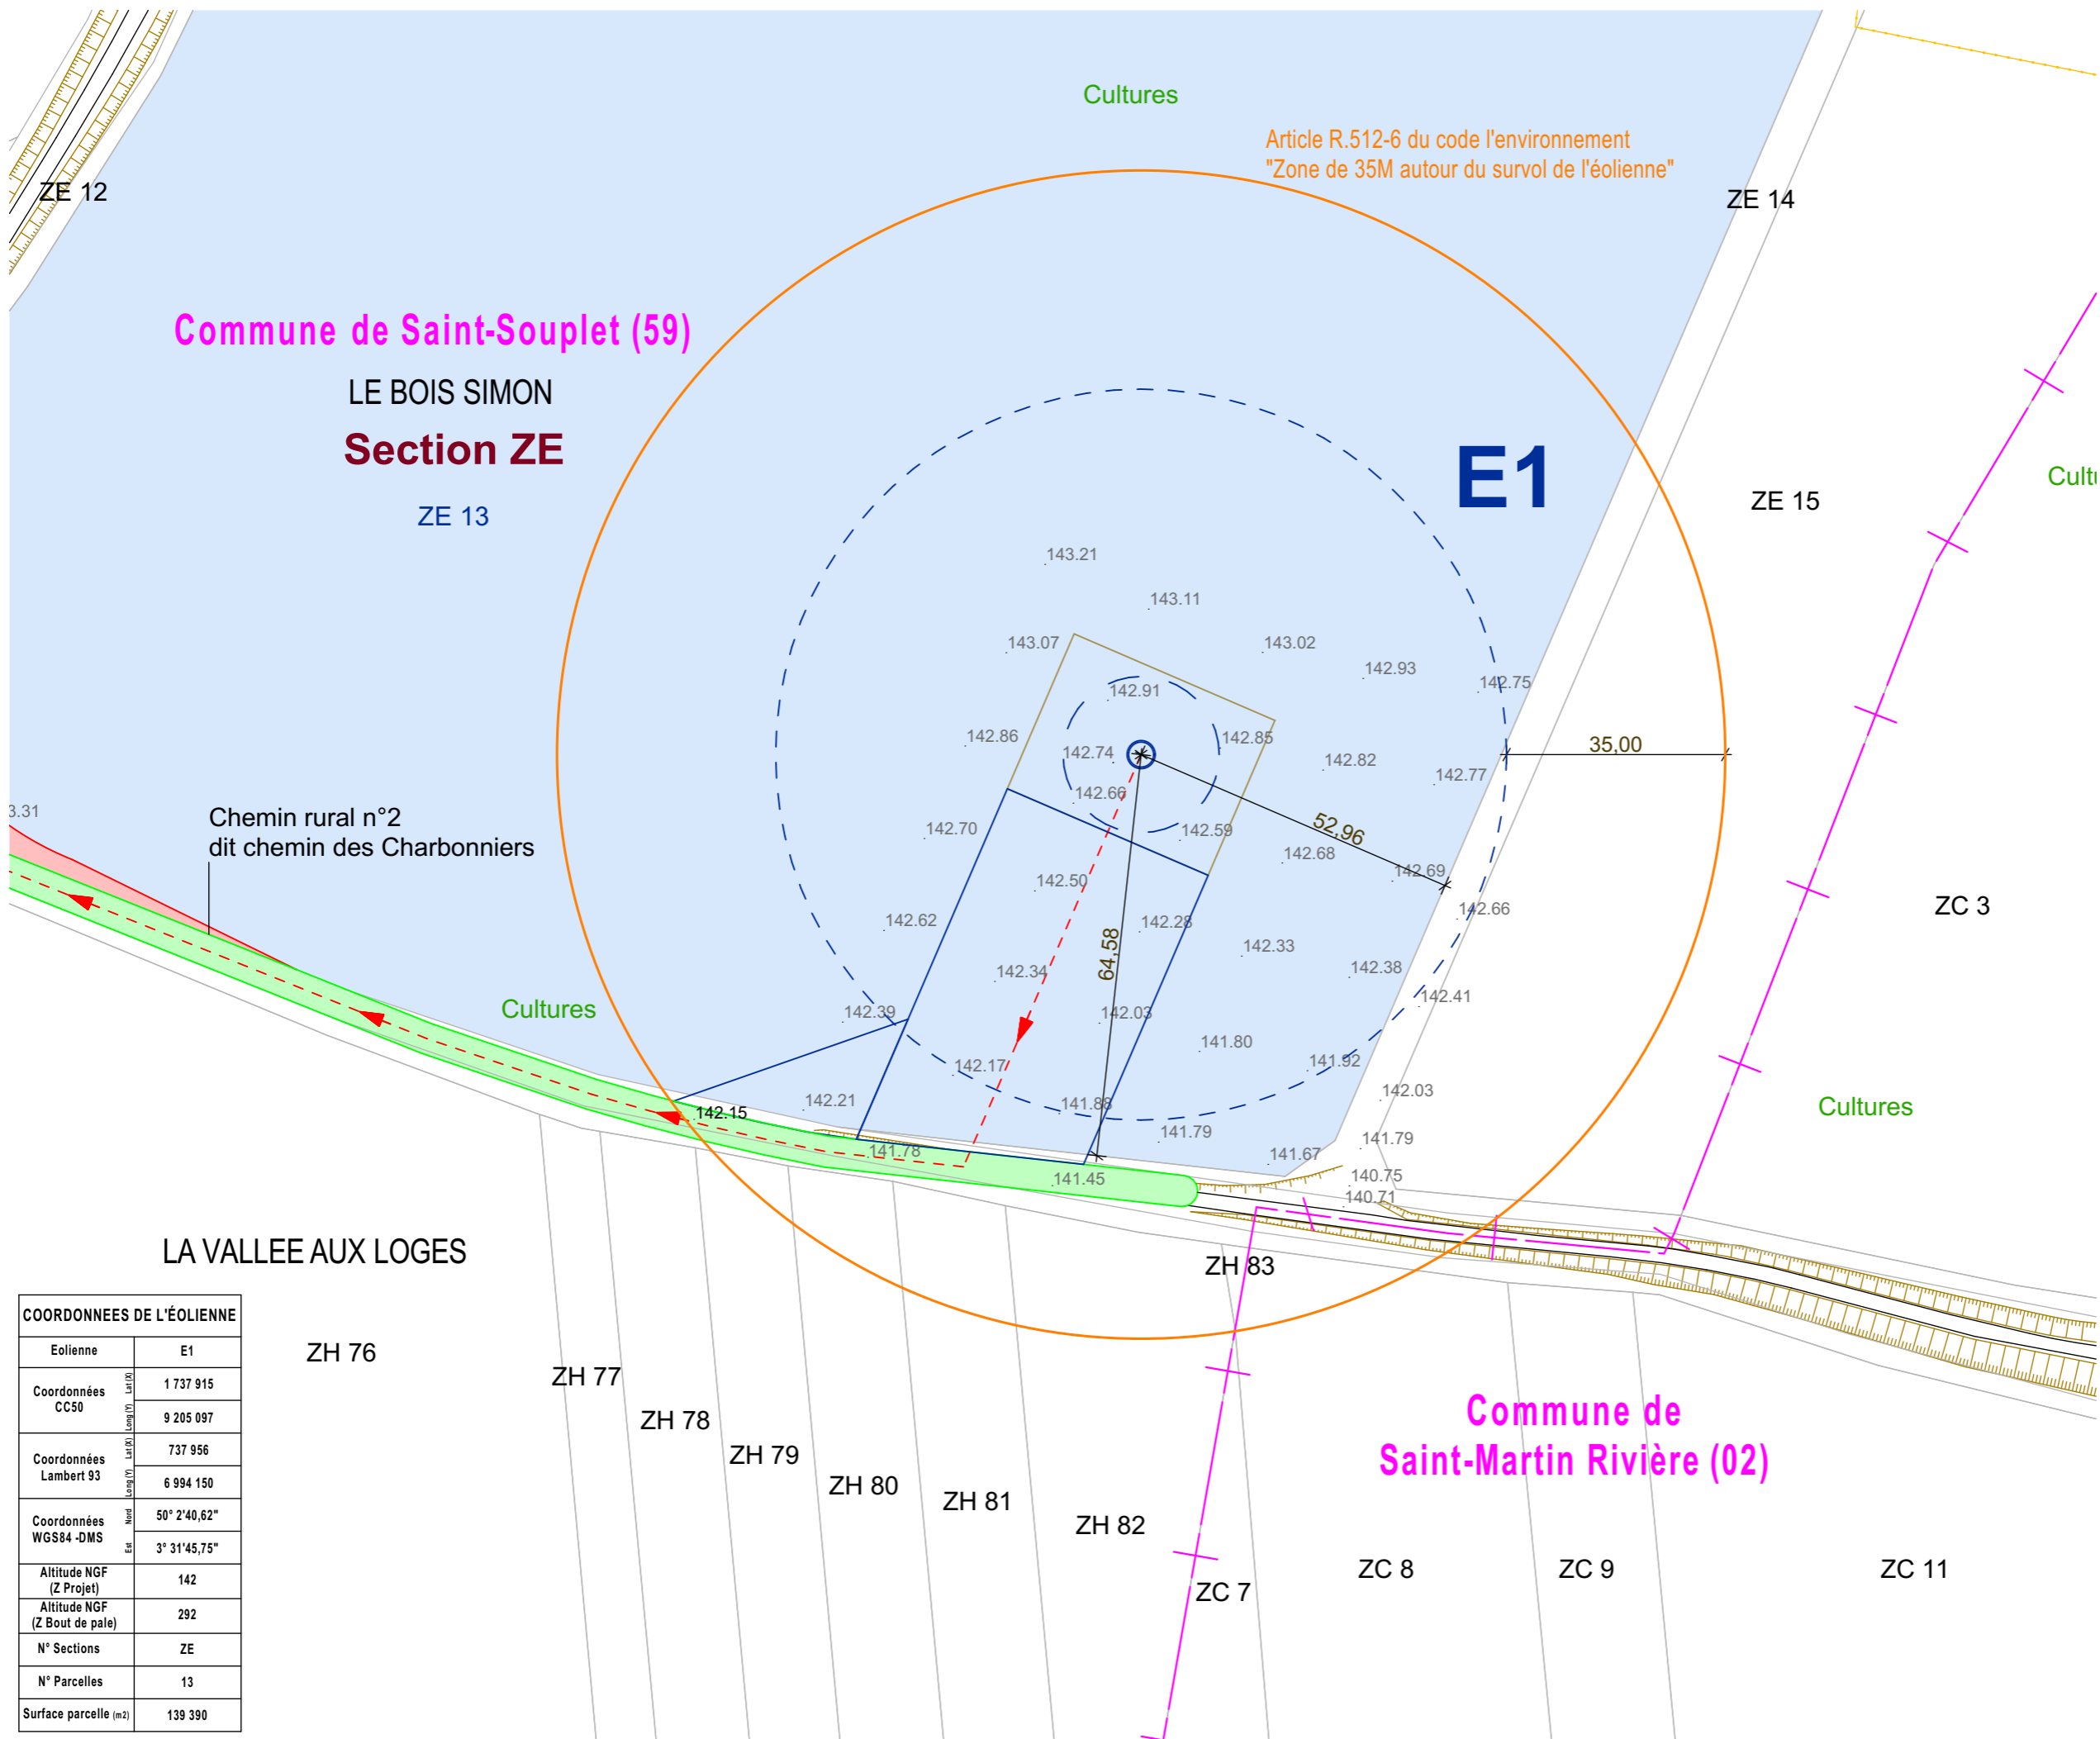 Cultures
Article R.512-6 du code l'environnement
"Zone de 35M autour du survol de l'éolienne"
ZE 12
ZE 14
Commune de Saint-Souplet (59)
LE BOIS SIMON
Section ZE
ZE 13
E1
ZE 15
143.21
143.11
143.07
143.02
142.93
142.75
142.91
142.86
142.74
142.85
142.82
142.77
35,00
142.66
142.70
142.59
52,96
142.68
142.69
3.31
Chemin rural n°2
dit chemin des Charbonniers
142.50
142.62
142.28
142.66
ZC 3
142.33
64,58
142.34
142.38
142.41
Cultures
142.39
142.03
141.80
141.92
142.17
142.03
Cultures
142.21
141.88
142.15
141.79
141.79
141.78
141.67
141.45
140.75
140.71
LA VALLEE AUX LOGES
ZH 83
COORDONNEES DE L'ÉOLIENNE
Eolienne E1
Coordonnées CC50
Lat(X) 1 737 915
Long(Y) 9 205 097
Coordonnées Lambert 93
Lat(X) 737 956
Long(Y) 6 994 150
Coordonnées WGS84 -DMS
Nord 50° 2'40,62"
Est 3° 31'45,75"
Altitude NGF
(Z Projet) 142
Altitude NGF
(Z Bout de pale) 292
N° Sections ZE
N° Parcelles 13
Surface parcelle (m2) 139 390
ZH 76
ZH 77
ZH 78
ZH 79
ZH 80
ZH 81
ZH 82
Commune de
Saint-Martin Rivière (02)
ZC 7
ZC 8
ZC 9
ZC 11